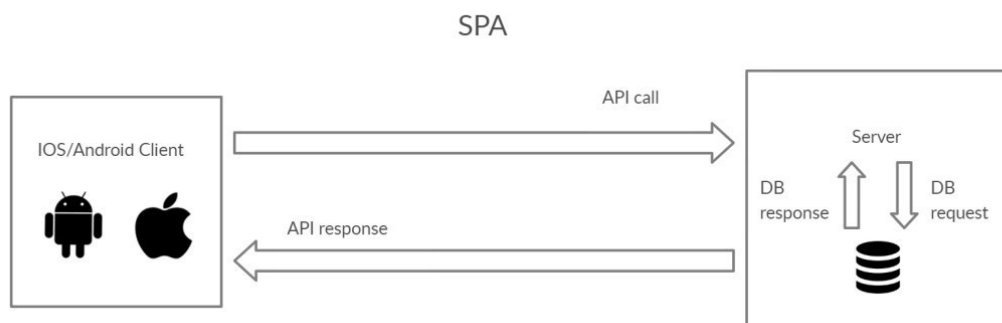 SPA
API call
IOS/Android Client
Server
DB
response
DB
request
API response